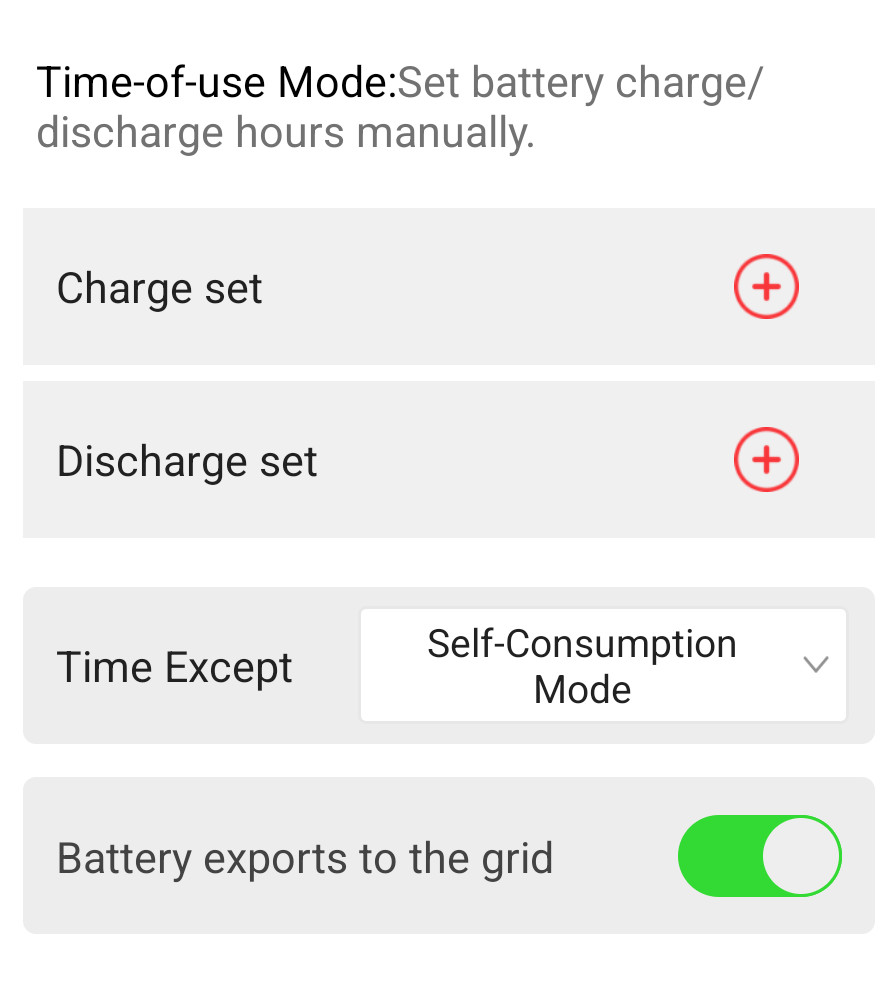 Time-of-use Mode:Set battery charge/
discharge hours manually.
Charge set
Discharge set
Time Except
Self-Consumption
Mode
Battery exports to the grid